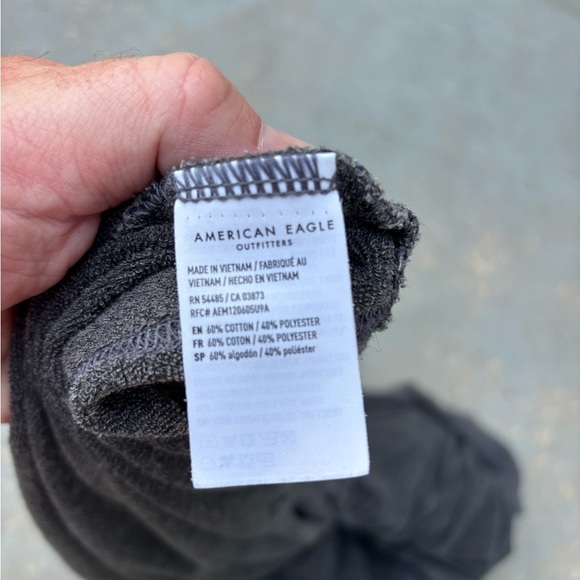 AMERICAN EAGLE
OUTFITTERS
MADE IN VIETNAM / FABRIQUÉ AU
VIETNAM / HECHO EN VIETNAM
RN 54485 / CA 03873
RFC# AEM120605U9A
EN 60% COTTON / 40% POLYESTER
FR 60% COTON / 40% POLYESTER
SP 60% algodón / 40% poliéster